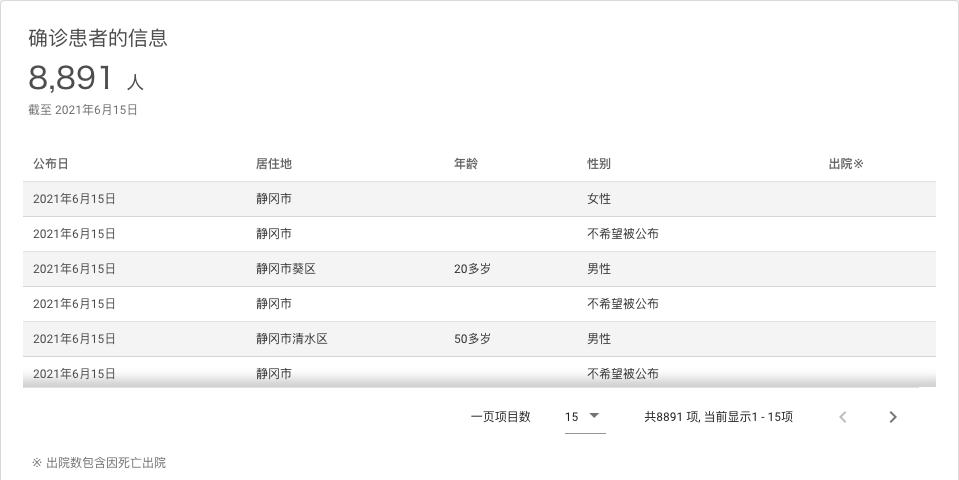 确诊患者的信息
8,891 人
截至 2021年6月15日
公布日 居住地 年龄 性别 出院※
2021年6月15日 静冈市 女性
2021年6月15日 静冈市 不希望被公布
2021年6月15日 静冈市葵区 20多岁 男性
2021年6月15日 静冈市 不希望被公布
2021年6月15日 静冈市清水区 50多岁 男性
2021年6月15日 静冈市 不希望被公布
一页项目数 15 共8891 项, 当前显示1 - 15项
※ 出院数包含因死亡出院